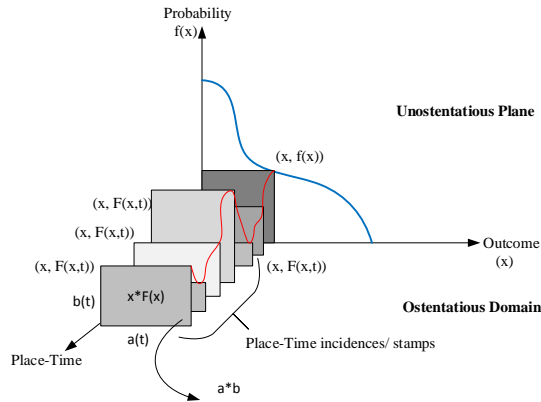 Probability
f(x)
Unostentatious Plane
(x, f(x))
(x, F(x,t))
(x, F(x,t))
(x, F(x,t))
(x, F(x,t))
Outcome
(x)
b(t)
x*F(x)
Ostentatious Domain
a(t)
Place-Time incidences/ stamps
Place-Time
a*b